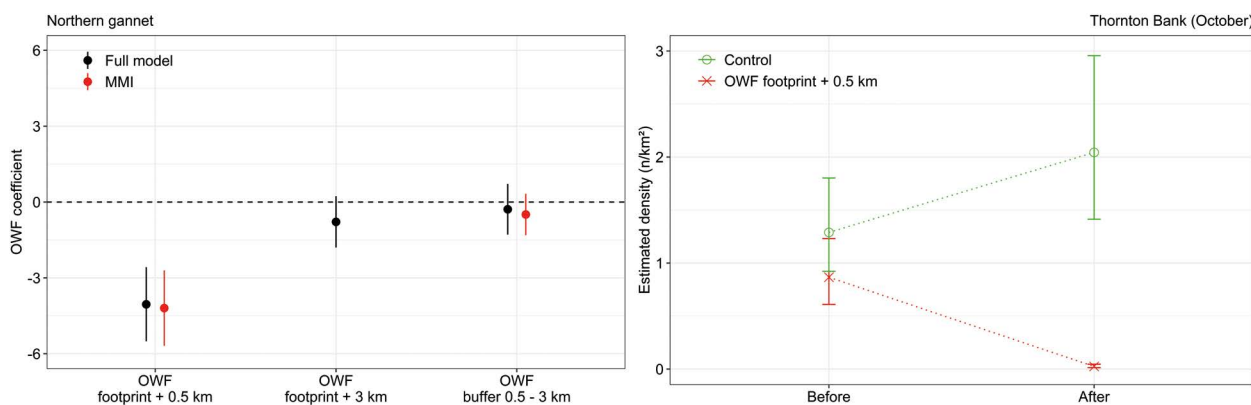 Northern gannet
6
3
0
-3
-6
OWF coefficient
Full model
MMI
OWF
footprint + 0.5 km
OWF
footprint + 3 km
OWF
buffer 0.5 - 3 km
Thornton Bank (October)
3
2
1
0
Estimated density (n/km²)
Control
OWF footprint + 0.5 km
Before
After